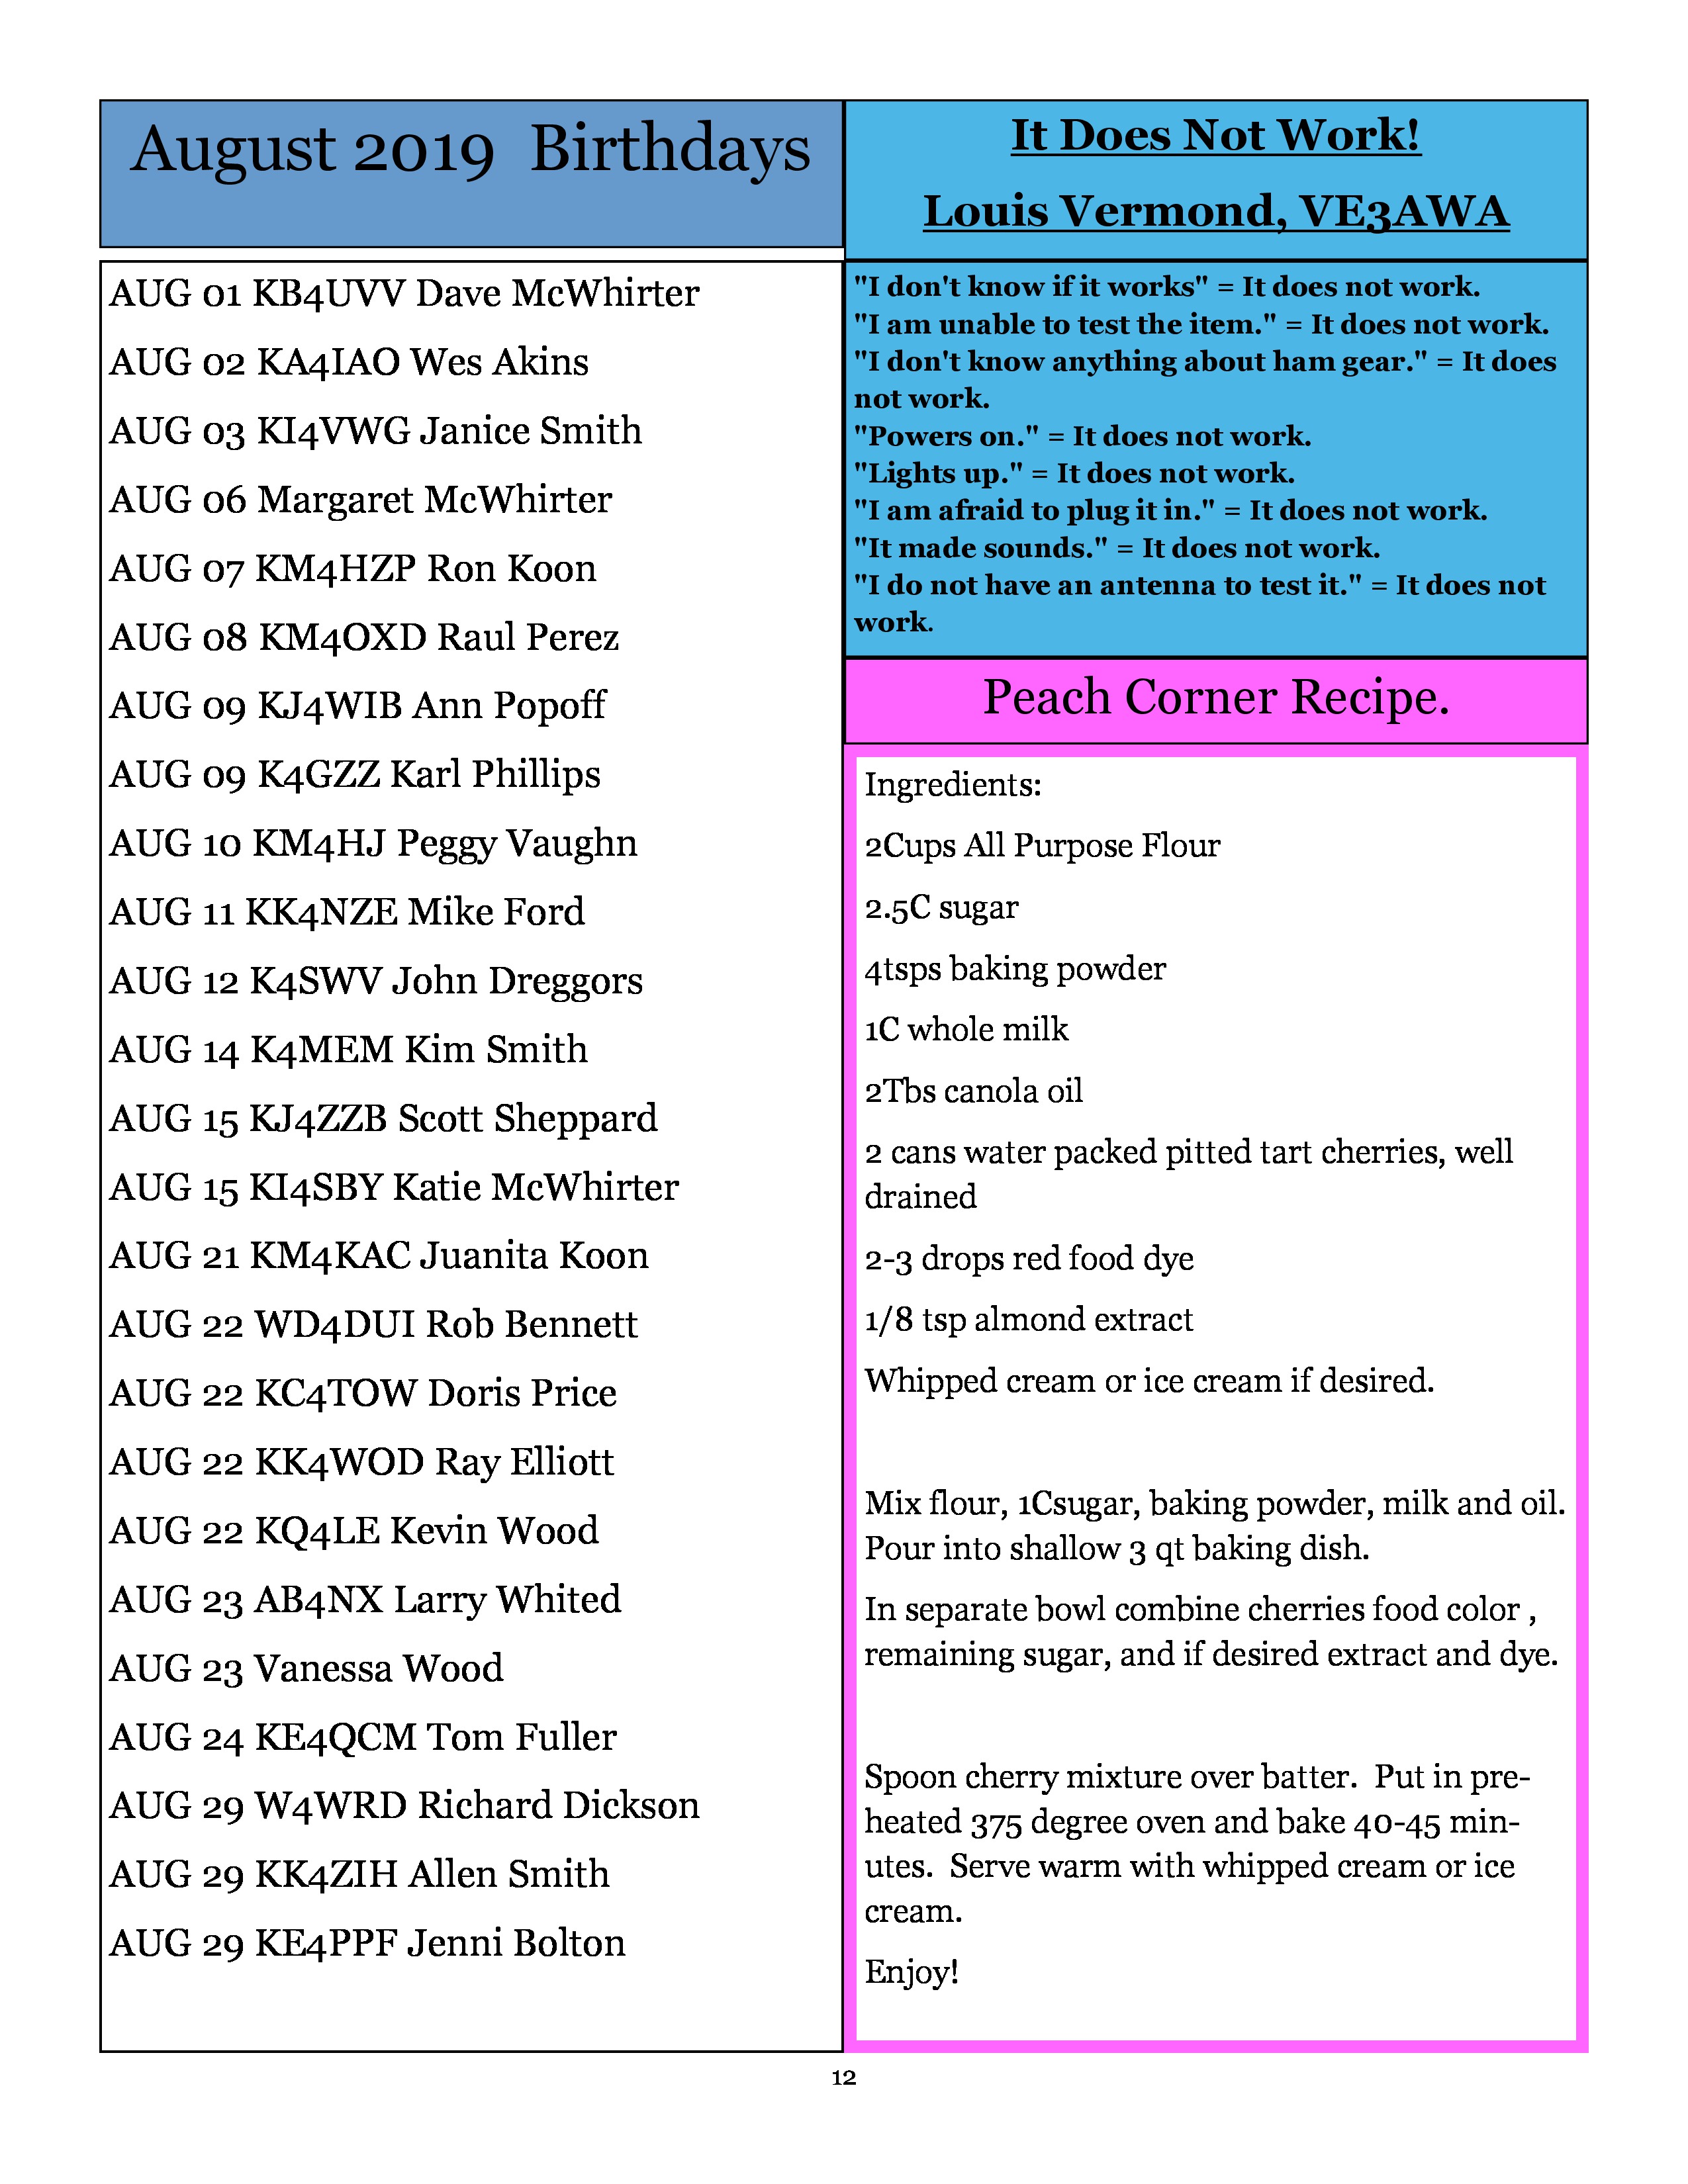 August 2019  Birthdays
AUG 01 KB4UVV Dave McWhirter
AUG 02 KA4IAO Wes Akins
AUG 03 KI4VWG Janice Smith
AUG 06 Margaret McWhirter
AUG 07 KM4HZP Ron Koon
AUG 08 KM4OXD Raul Perez
AUG 09 KJ4WIB Ann Popoff
AUG 09 K4GZZ Karl Phillips
AUG 10 KM4HJ Peggy Vaughn
AUG 11 KK4NZE Mike Ford
AUG 12 K4SWV John Dreggors
AUG 14 K4MEM Kim Smith
AUG 15 KJ4ZZB Scott Sheppard
AUG 15 KI4SBY Katie McWhirter
AUG 21 KM4KAC Juanita Koon
AUG 22 WD4DUI Rob Bennett
AUG 22 KC4TOW Doris Price
AUG 22 KK4WOD Ray Elliott
AUG 22 KQ4LE Kevin Wood
AUG 23 AB4NX Larry Whited
AUG 23 Vanessa Wood
AUG 24 KE4QCM Tom Fuller
AUG 29 W4WRD Richard Dickson
AUG 29 KK4ZIH Allen Smith
AUG 29 KE4PPF Jenni Bolton
It Does Not Work!
Louis Vermond, VE3AWA
"I don't know if it works" = It does not work.
"I am unable to test the item." = It does not work.
"I don't know anything about ham gear." = It does
not work.
"Powers on." = It does not work.
"Lights up." = It does not work.
"I am afraid to plug it in." = It does not work.
"It made sounds." = It does not work.
"I do not have an antenna to test it." = It does not
work.
Peach Corner Recipe.
Ingredients:
2Cups All Purpose Flour
2.5C sugar
4tsps baking powder
1C whole milk
2Tbs canola oil
2 cans water packed pitted tart cherries, well
drained
2-3 drops red food dye
1/8 tsp almond extract
Whipped cream or ice cream if desired.
Mix flour, 1Csugar, baking powder, milk and oil.
Pour into shallow 3 qt baking dish.
In separate bowl combine cherries food color ,
remaining sugar, and if desired extract and dye.
Spoon cherry mixture over batter.  Put in pre-
heated 375 degree oven and bake 40-45 min-
utes.  Serve warm with whipped cream or ice
cream.
Enjoy!
12